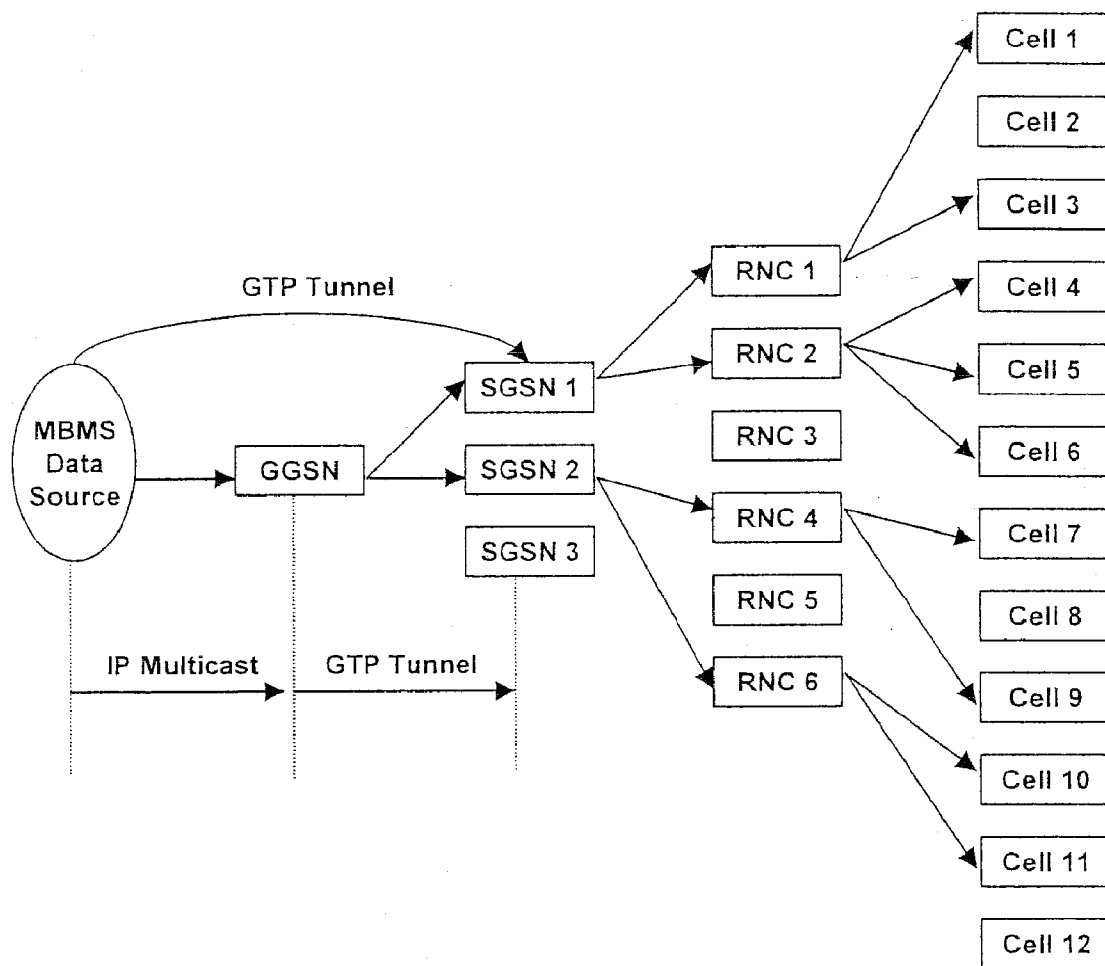 GTP Tunnel
MBMS
Data
Source
GGSN
IP Multicast
GTP Tunnel
SGSN 1
SGSN 2
SGSN 3
RNC 1
RNC 2
RNC 3
RNC 4
RNC 5
RNC 6
Cell 1
Cell 2
Cell 3
Cell 4
Cell 5
Cell 6
Cell 7
Cell 8
Cell 9
Cell 10
Cell 11
Cell 12